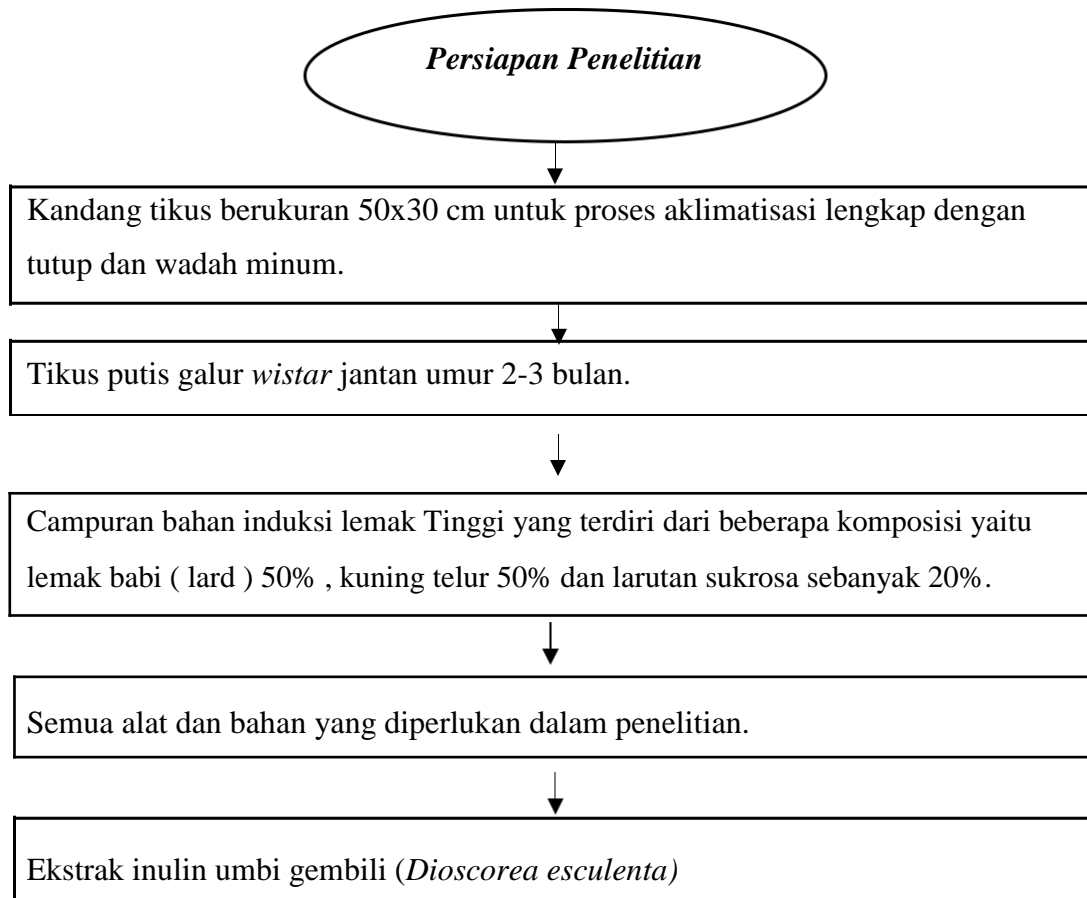 Persiapan Penelitian
Kandang tikus berukuran 50x30 cm untuk proses aklimatisasi lengkap dengan
tutup dan wadah minum.
Tikus putis galur wistar jantan umur 2-3 bulan.
Campuran bahan induksi lemak Tinggi yang terdiri dari beberapa komposisi yaitu
lemak babi ( lard ) 50% , kuning telur 50% dan larutan sukrosa sebanyak 20%.
Semua alat dan bahan yang diperlukan dalam penelitian.
Ekstrak inulin umbi gembili (Dioscorea esculenta)